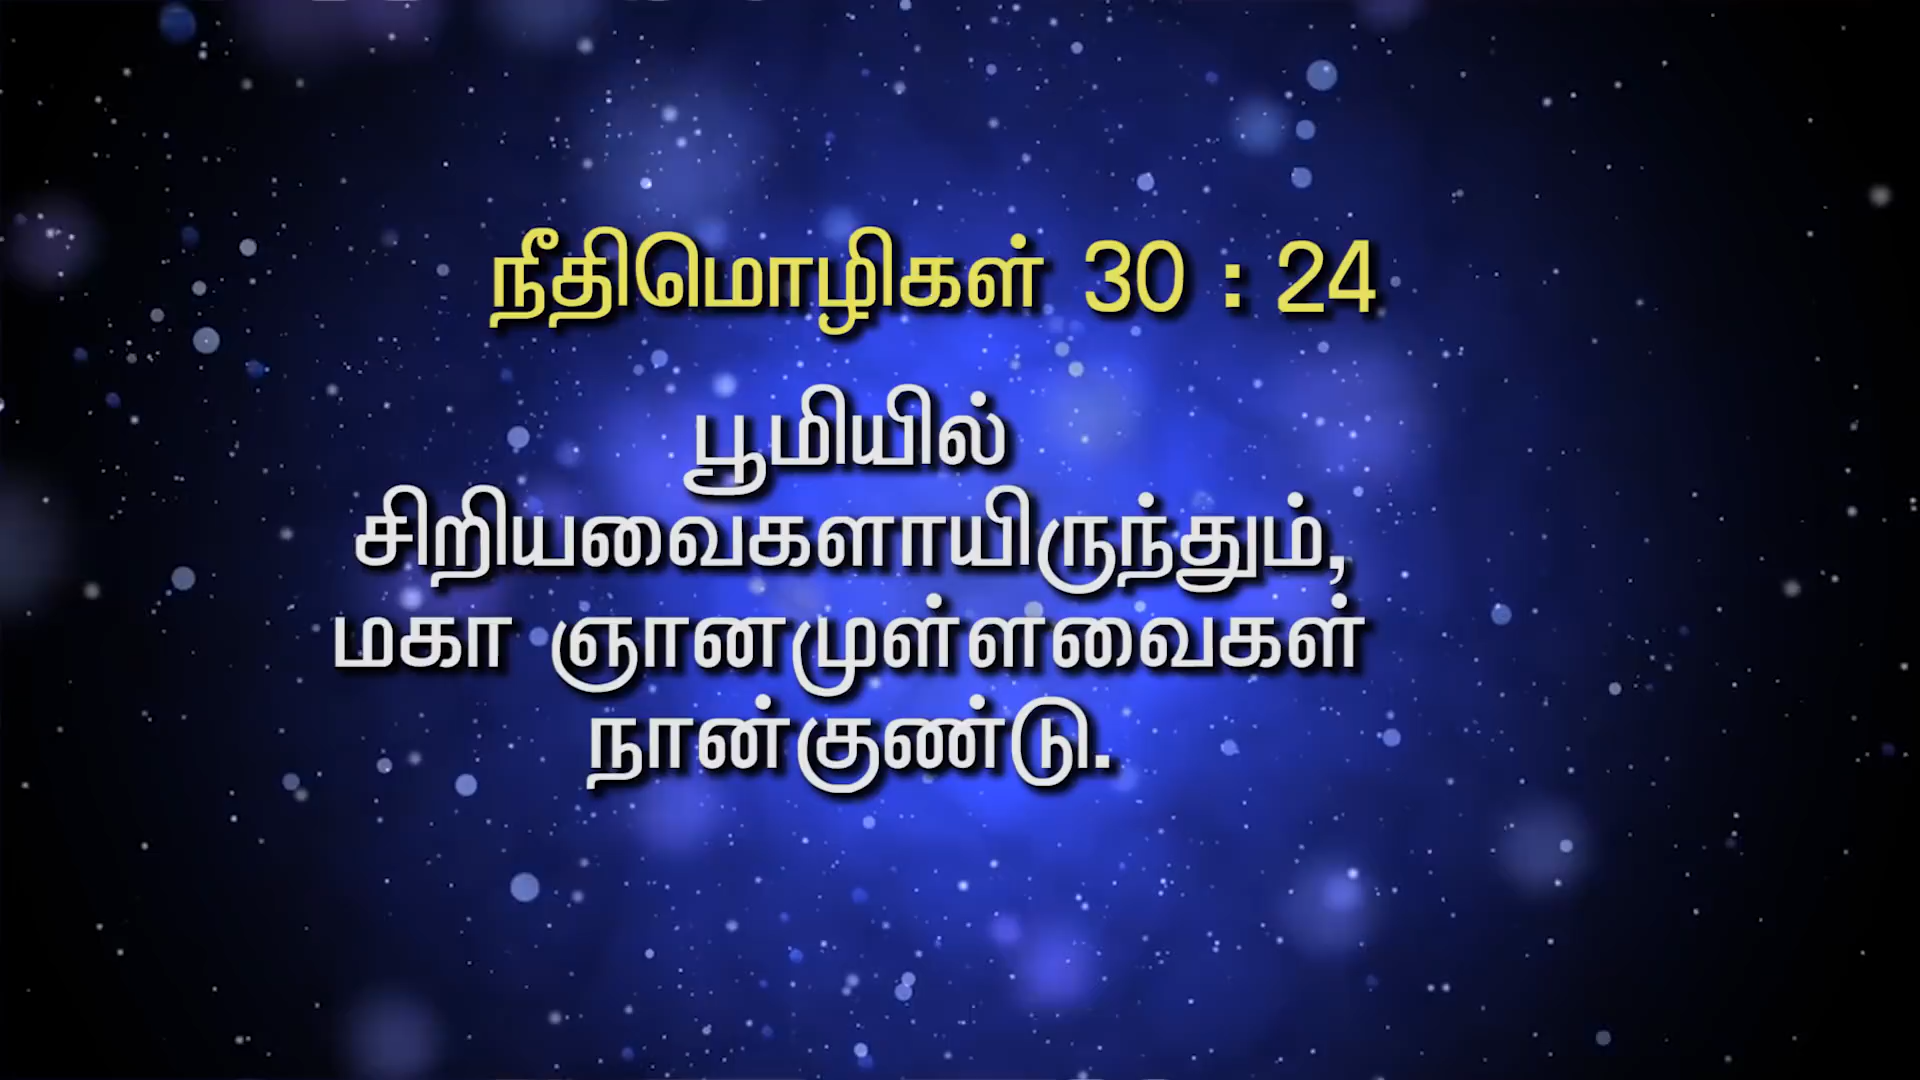 நீதிமொழிகள் 30 : 24
பூமியில்
சிறியவைகளாயிருந்தும்,
மகா ஞானமுள்ளவைகள்
நான்குண்டு.